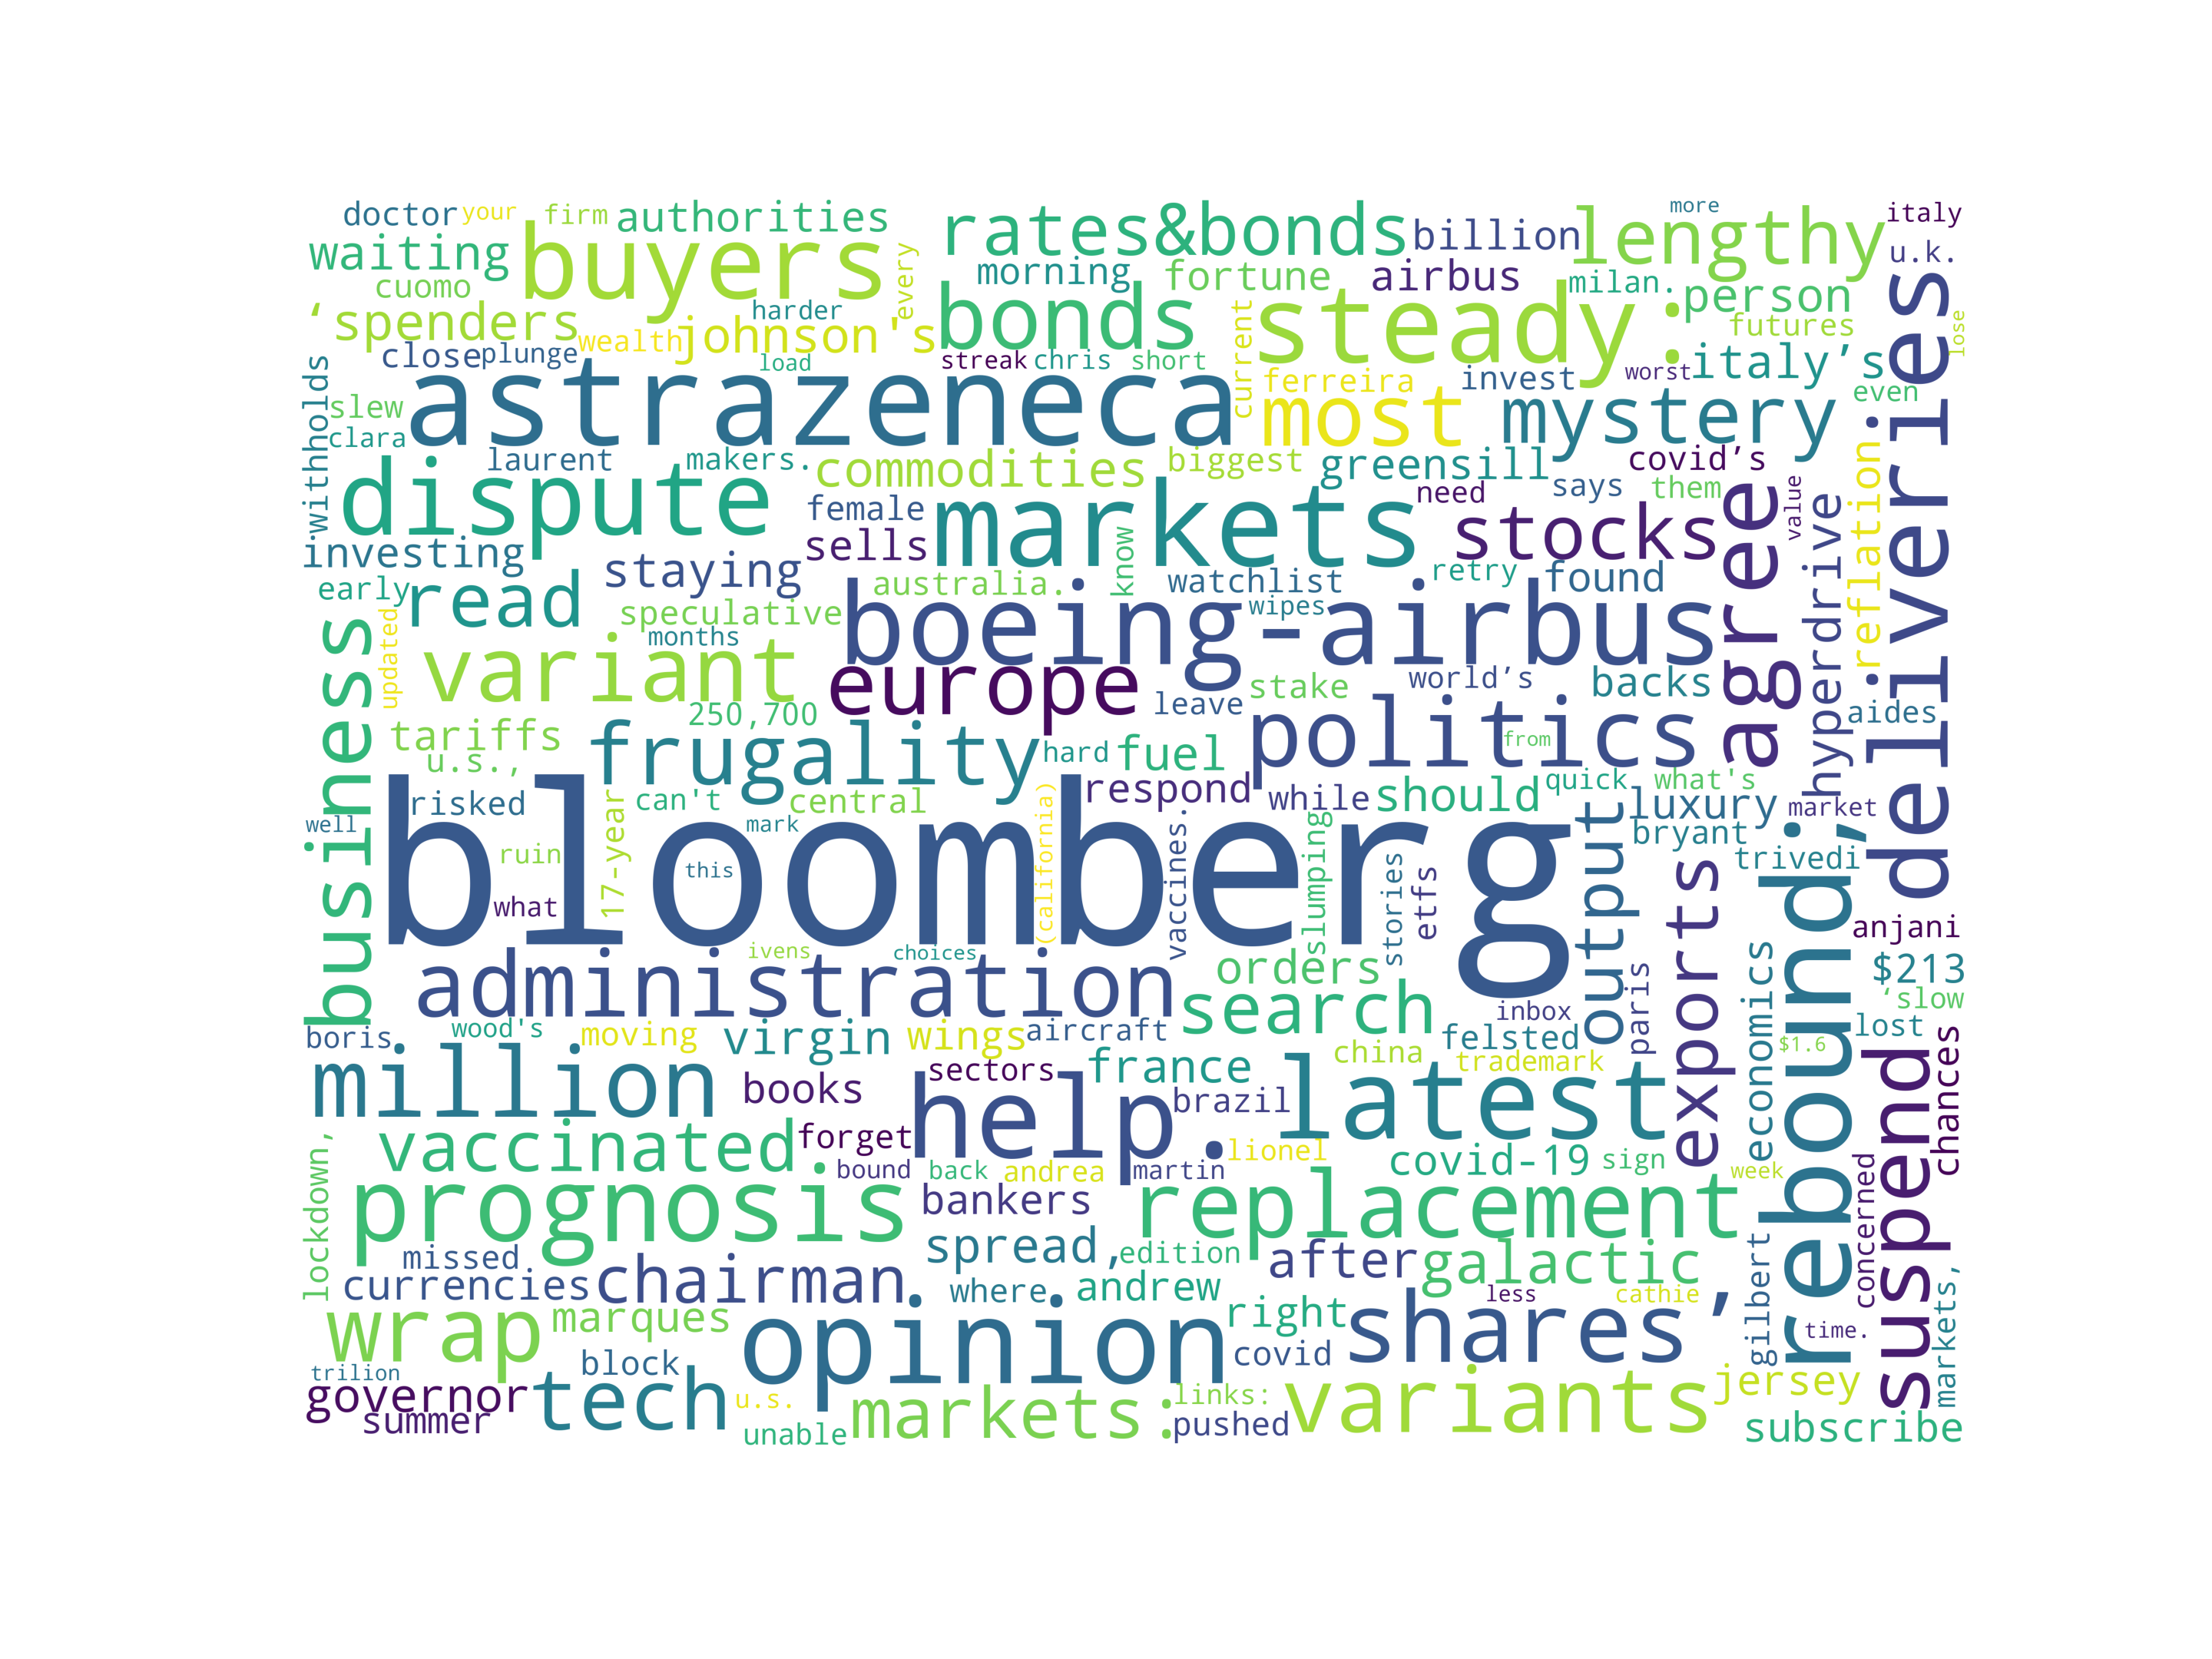 doctor your firm authorities rates&bonds billion lengthy more italy
waiting buyers every morning fortune airbus milan. person u.k.
cuomo harder bonds steady: futures deliveries
‘spenders wealth johnson's current lose
close plunge load streak chris short ferreira invest worst italy’s even
withholds slew astrazeneca most mystery
clara laurent makers. commodities biggest greensill covid’s reflation
dispute female markets need says them value
investing sells stocks agree hyperdrive
early read staying australia. know watchlist retry found
business updated speculative boeing-airbus wipes
variant months europe leave stake world’s backs
tariffs 250,700 frugality hard fuel politics from aides
u.s., respond while should quick what's
risked can't central (california) luxury market
well bloomberg mark vaccines. slumping output bryant
ruin 17-year this stories etfs exports trivedi
what rebound, anjani
ivens choices orders paris economics $213
administration search inbox ‘slow
boris wood's moving virgin wings aircraft felsted lost
million books sectors france china trademark $1.6 suspend chances
help. brazil latest
lockdown, vaccinated forget lionel covid-19 sign week
bound back andrea martin concerned
prognosis bankers replacement
missed spread, edition after galactic gilbert markets,
currencies chairman where andrew less cathie
wrap marques opinion right shares’ time.
trilion block covid
governor tech u.s. markets: links: variants jersey
summer unable pushed subscribe